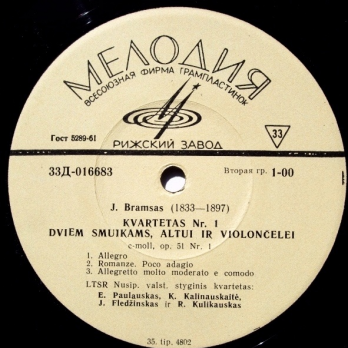 МЕЛОДИЯ
ВСЕСОЮЗНАЯ ФИРМА ГРАМПЛАСТИНОК
Гост 5289-61
33
РИЖСКИЙ ЗАВОД
33Д-016683
Вторая гр. 1-00
J. Bramsas (1833—1897)
KVARTETAS Nr. 1
DVIEM SMUIKAMS, ALTUI IR VIOLONČELEI
c-moll, op. 51 Nr. 1
1. Allegro
2. Romanze. Poco adagio
3. Allegretto molto moderato e comodo
LTSR Nusip. valst. styginis kvartetas:
E. Paulauskas, K. Kalinauskaitė,
J. Fledžinskas ir R. Kulikauskas
35. tip. 4802